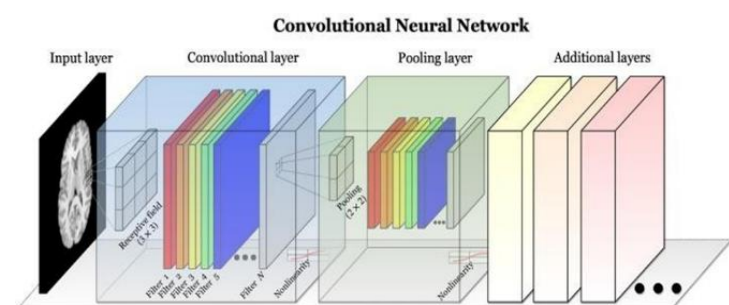 Convolutional Neural Network
Input layer
Convolutional layer
Pooling layer
Additional layers
Receptive field
(3 × 3)
Filter 1
Filter 2
Filter 3
Filter 4
Filter 5
Filter N
Nonlinearity
Pooling
(2 × 2)
Nonlinearity